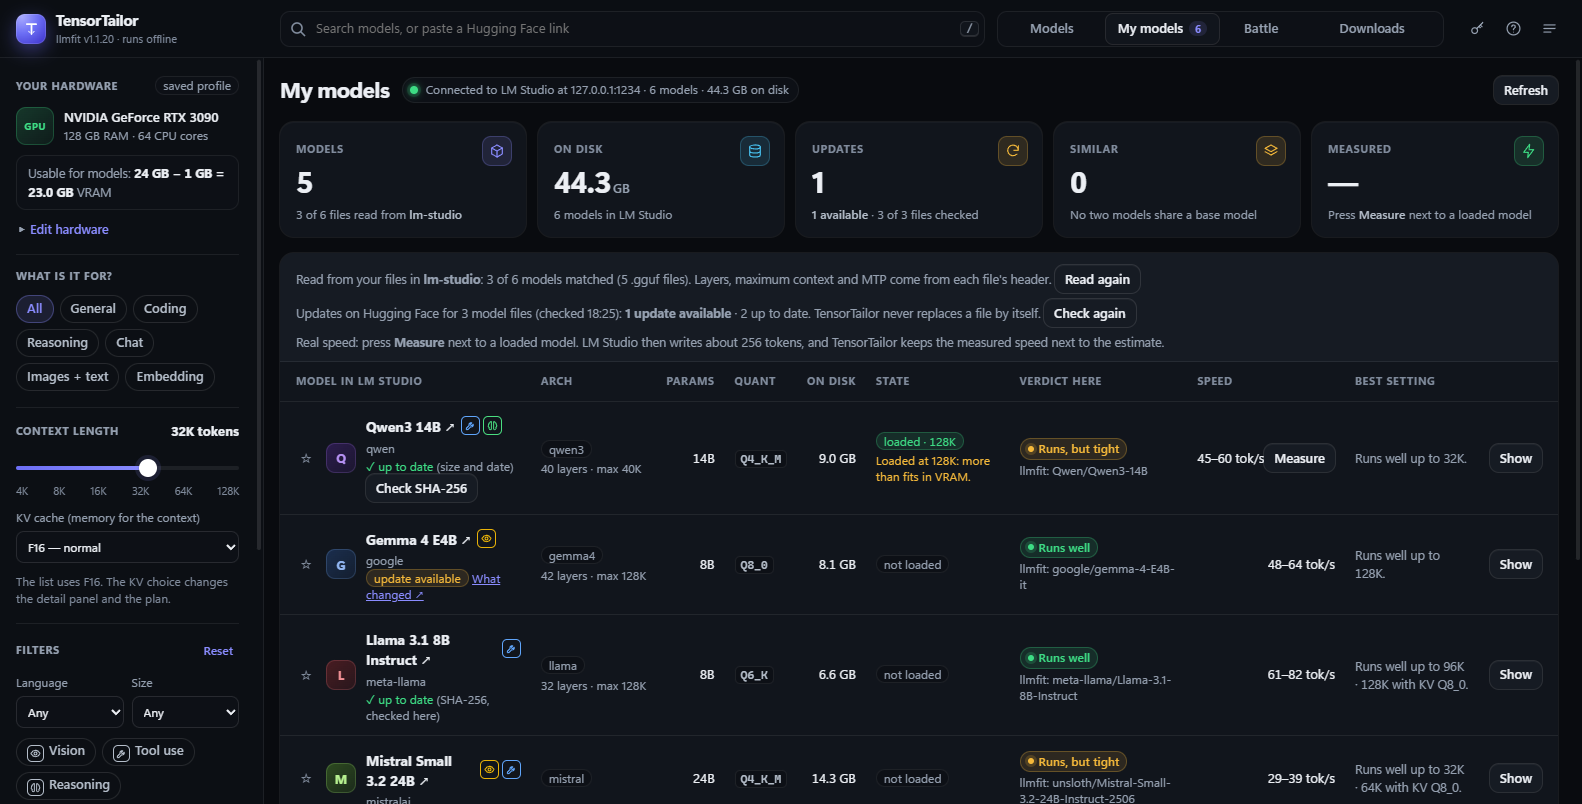 TensorTailor
llmfit v1.1.20 · runs offline
Search models, or paste a Hugging Face link
/
Models
My models 6
Battle
Downloads
YOUR HARDWARE
saved profile
GPU
NVIDIA GeForce RTX 3090
128 GB RAM · 64 CPU cores
Usable for models: 24 GB − 1 GB =
23.0 GB VRAM
▸ Edit hardware
WHAT IS IT FOR?
All
General
Coding
Reasoning
Chat
Images + text
Embedding
CONTEXT LENGTH
32K tokens
4K 8K 16K 32K 64K 128K
KV cache (memory for the context)
F16 — normal
The list uses F16. The KV choice changes
the detail panel and the plan.
FILTERS
Reset
Language
Size
Any
Any
Vision
Tool use
Reasoning
My models
Connected to LM Studio at 127.0.0.1:1234 · 6 models · 44.3 GB on disk
Refresh
MODELS
5
3 of 6 files read from lm-studio
ON DISK
44.3 GB
6 models in LM Studio
UPDATES
1
1 available · 3 of 3 files checked
SIMILAR
0
No two models share a base model
MEASURED
—
Press Measure next to a loaded model
Read from your files in lm-studio: 3 of 6 models matched (5 .gguf files). Layers, maximum context and MTP come from each file's header. Read again
Updates on Hugging Face for 3 model files (checked 18:25): 1 update available · 2 up to date. TensorTailor never replaces a file by itself. Check again
Real speed: press Measure next to a loaded model. LM Studio then writes about 256 tokens, and TensorTailor keeps the measured speed next to the estimate.
MODEL IN LM STUDIO ARCH PARAMS QUANT ON DISK STATE VERDICT HERE SPEED BEST SETTING
☆
Q
Qwen3 14B ↗
qwen
✓ up to date (size and date)
Check SHA-256
qwen3
40 layers · max 40K
14B
Q4_K_M
9.0 GB
loaded · 128K
Loaded at 128K: more
than fits in VRAM.
Runs, but tight
llmfit: Qwen/Qwen3-14B
45–60 tok/s
Measure
Runs well up to 32K.
Show
☆
G
Gemma 4 E4B ↗
google
update available What
changed ↗
gemma4
42 layers · max 128K
8B
Q8_0
8.1 GB
not loaded
Runs well
llmfit: google/gemma-4-E4B-
it
48–64 tok/s
Runs well up to
128K.
Show
☆
L
Llama 3.1 8B
Instruct ↗
meta-llama
✓ up to date (SHA-256,
checked here)
llama
32 layers · max 128K
8B
Q6_K
6.6 GB
not loaded
Runs well
llmfit: meta-llama/Llama-3.1-
8B-Instruct
61–82 tok/s
Runs well up to 96K
· 128K with KV Q8_0.
Show
☆
M
Mistral Small
3.2 24B ↗
mistralai
mistral
24B
Q4_K_M
14.3 GB
not loaded
Runs, but tight
llmfit: unsloth/Mistral-Small-
3.2-24B-Instruct-2506
29–39 tok/s
Runs well up to 32K
· 64K with KV Q8_0.
Show